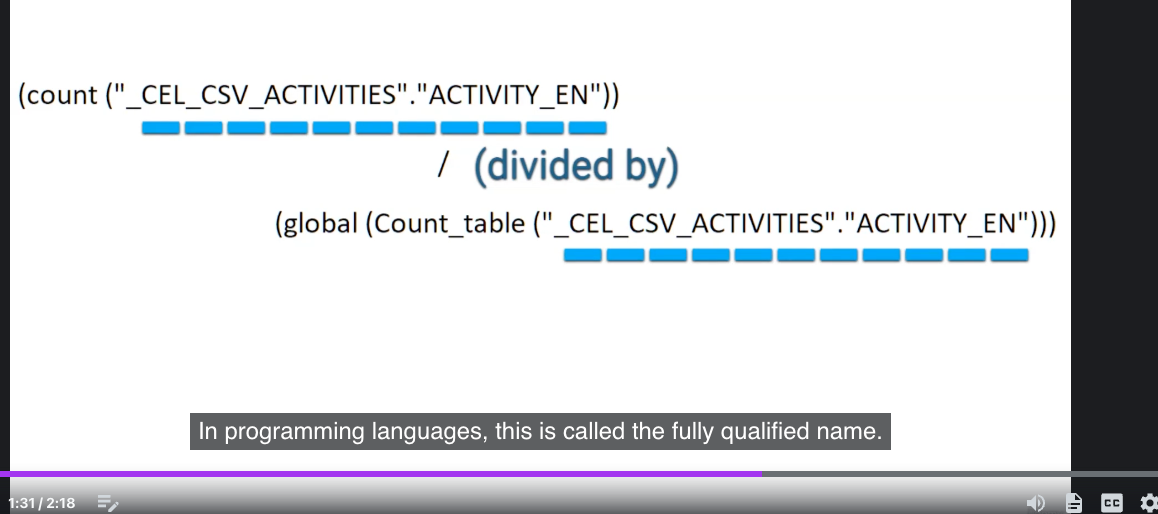 (count ("_CEL_CSV_ACTIVITIES"."ACTIVITY_EN"))
/ (divided by)
(global (Count_table ("_CEL_CSV_ACTIVITIES"."ACTIVITY_EN")))
In programming languages, this is called the fully qualified name.
1:31 / 2:18
CC